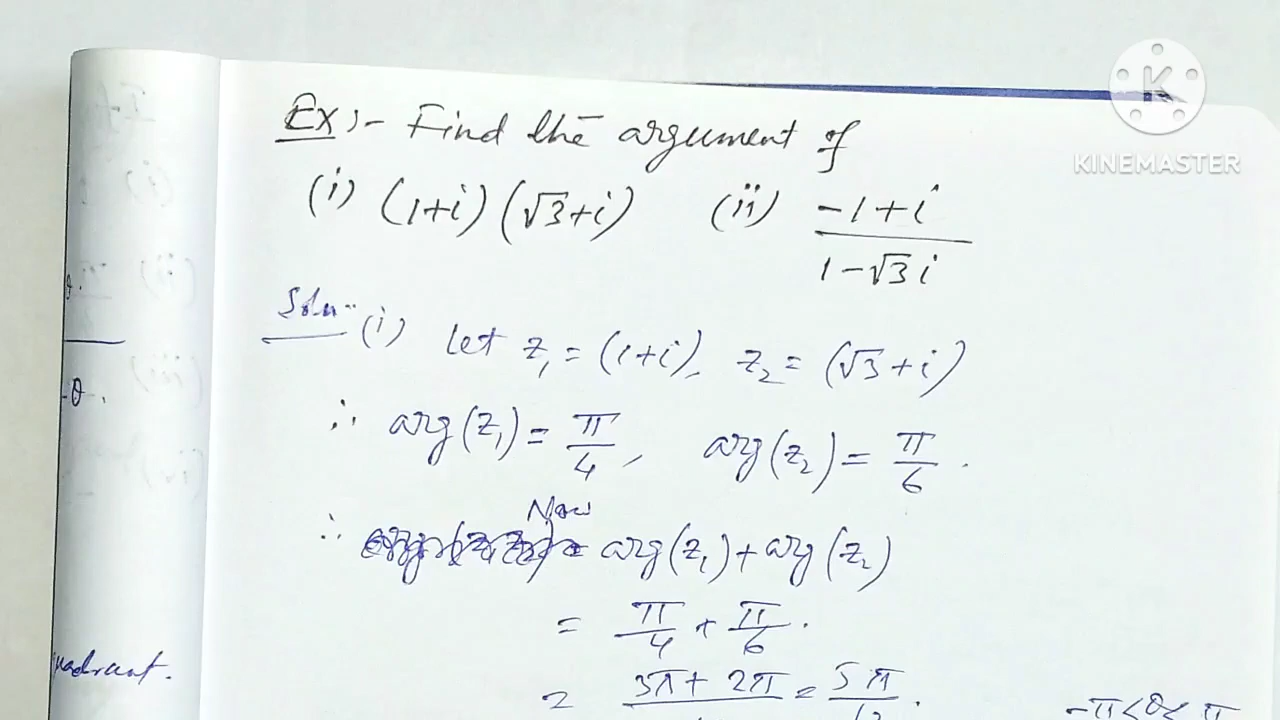 Ex:- Find the argument of
(i) (1+i)(√3+i) (ii) -1+i / 1-√3i
Soln:- (i) Let z₁ = (1+i), z₂ = (√3+i)
∴ arg(z₁) = π/4, arg(z₂) = π/6.
Now
∴ arg(z₁)+arg(z₂)
= π/4 + π/6.
= 3π+2π = 5π
-π<θ<π
θ.
-θ.
quadrant.
KINEMASTER